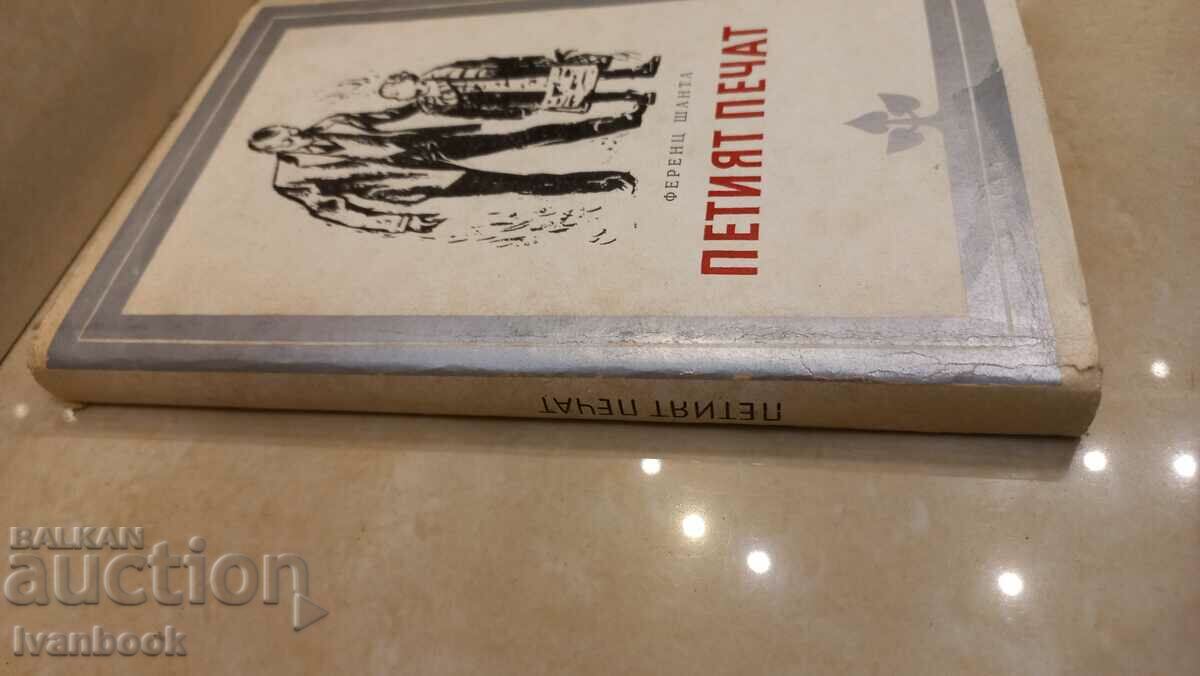 ФЕРЕНЦ ШАНТА
ПЕТИЯТ ПЕЧАТ
ПЕТИЯТ ПЕЧАТ
BALKAN
auction
Ivanbook